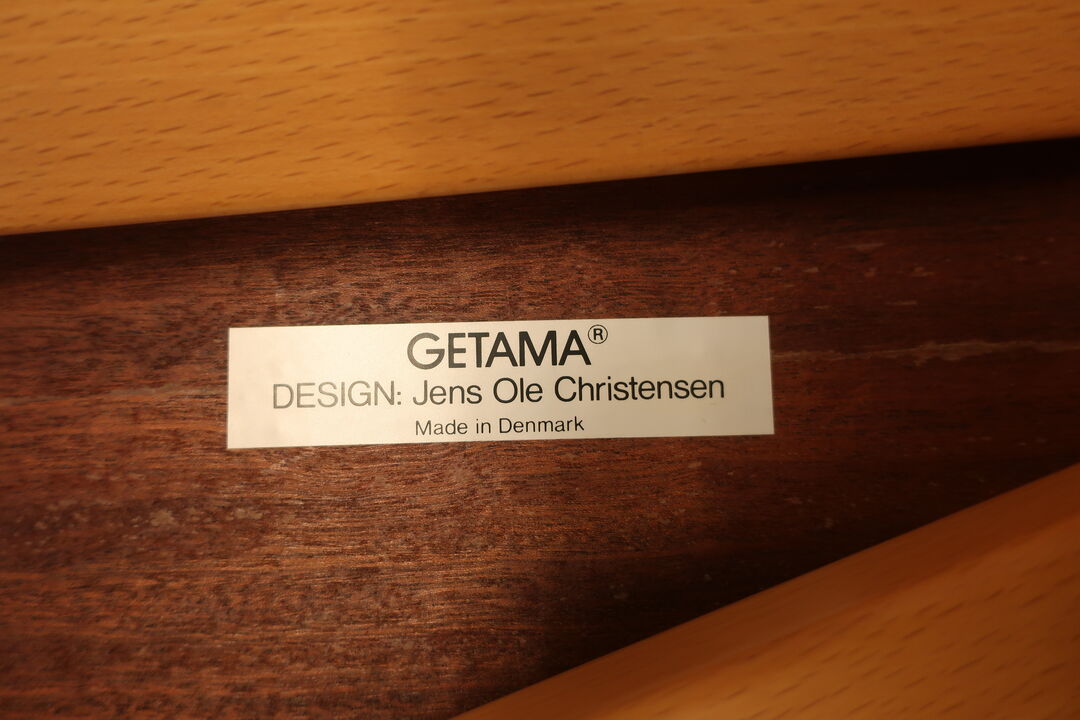 GETAMA®
DESIGN: Jens Ole Christensen
Made in Denmark